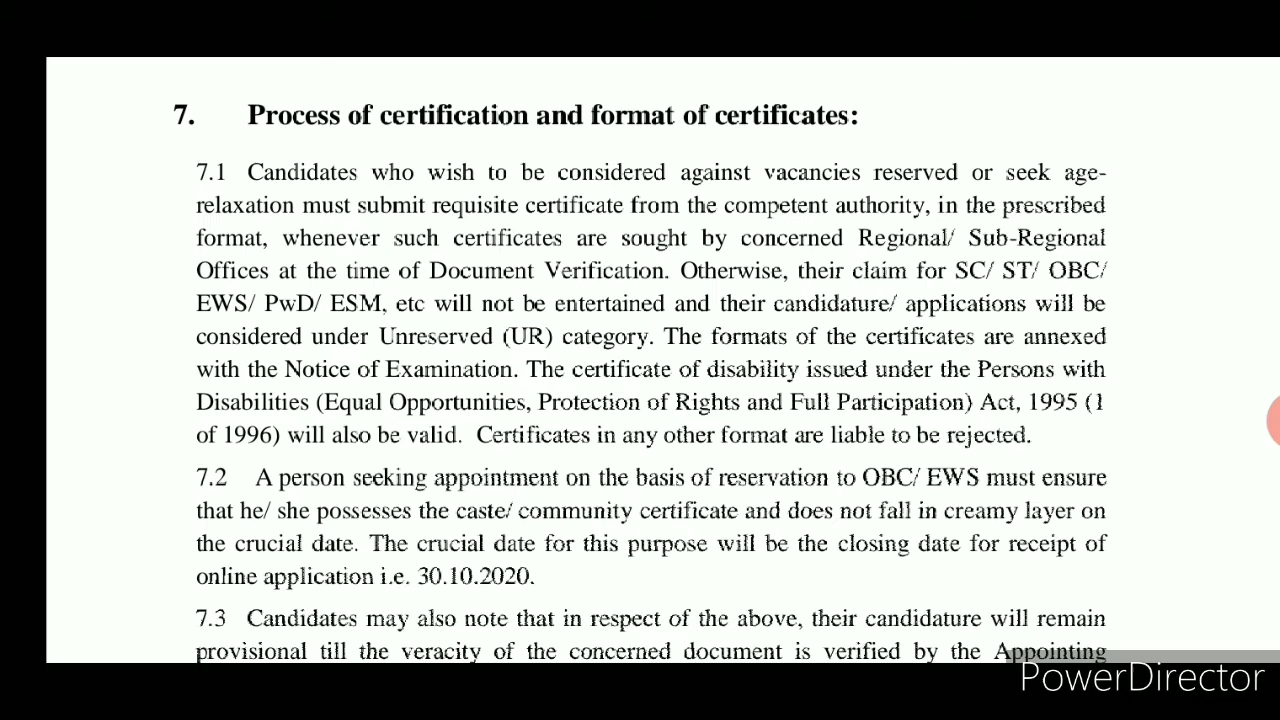 7. Process of certification and format of certificates:
7.1 Candidates who wish to be considered against vacancies reserved or seek age-
relaxation must submit requisite certificate from the competent authority, in the prescribed
format, whenever such certificates are sought by concerned Regional/ Sub-Regional
Offices at the time of Document Verification. Otherwise, their claim for SC/ ST/ OBC/
EWS/ PwD/ ESM, etc will not be entertained and their candidature/ applications will be
considered under Unreserved (UR) category. The formats of the certificates are annexed
with the Notice of Examination. The certificate of disability issued under the Persons with
Disabilities (Equal Opportunities, Protection of Rights and Full Participation) Act, 1995 (1
of 1996) will also be valid. Certificates in any other format are liable to be rejected.
7.2 A person seeking appointment on the basis of reservation to OBC/ EWS must ensure
that he/ she possesses the caste/ community certificate and does not fall in creamy layer on
the crucial date. The crucial date for this purpose will be the closing date for receipt of
online application i.e. 30.10.2020.
7.3 Candidates may also note that in respect of the above, their candidature will remain
provisional till the veracity of the concerned document is verified by the Appointing
PowerDirector